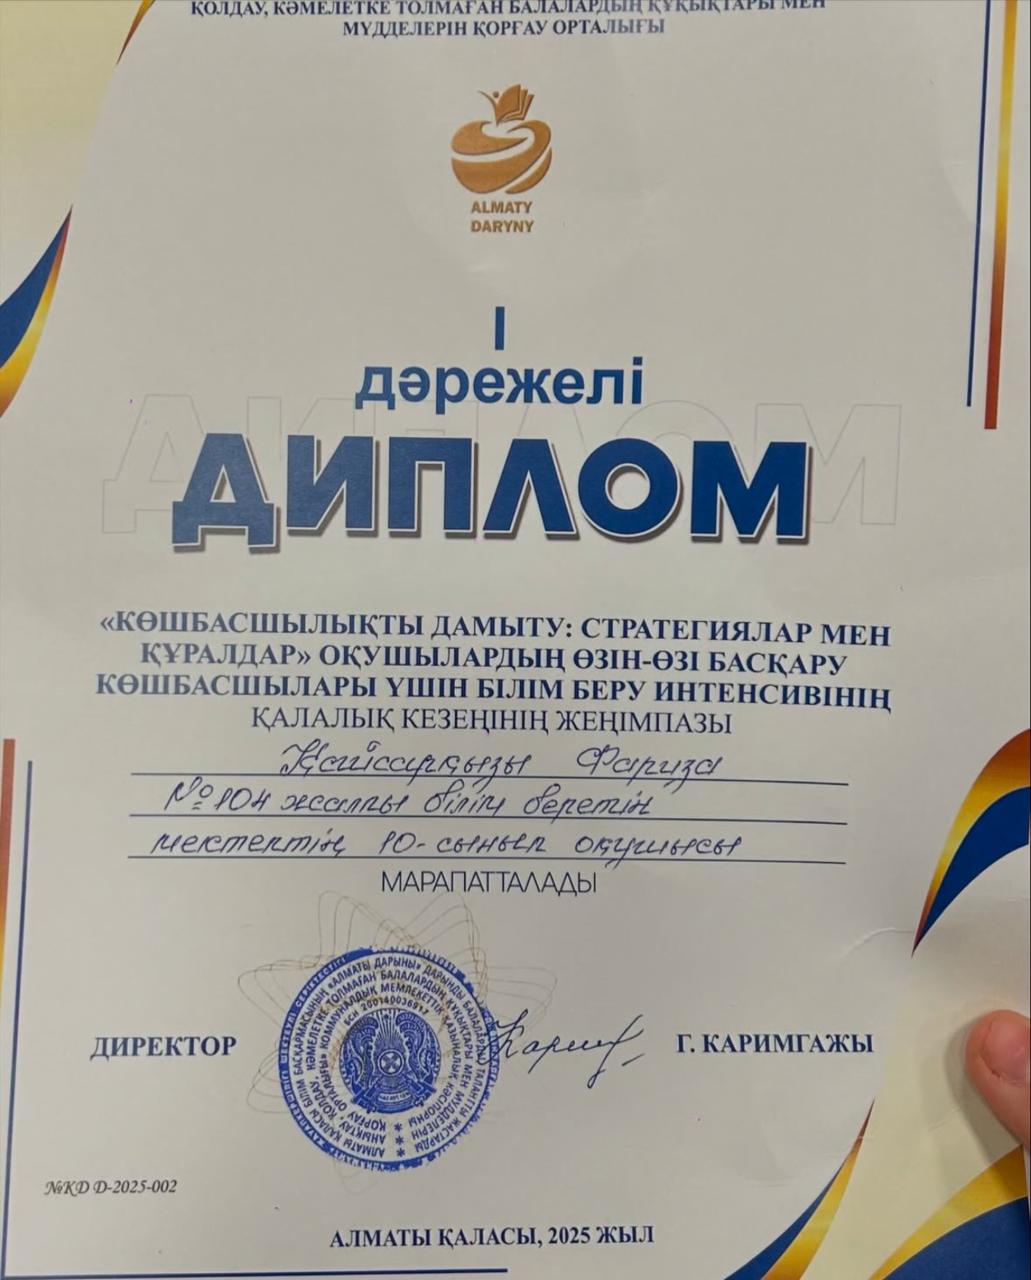 ҚОЛДАУ, КӘМЕЛЕТКЕ ТОЛМАҒАН БАЛАЛАРДЫҢ ҚҰҚЫҚТАРЫ МЕН
МҮДДЕЛЕРІН ҚОРҒАУ ОРТАЛЫҒЫ
ALMATY
DARYNY
I
дәрежелі
ДИПЛОМ
«КӨШБАСШЫЛЫҚТЫ ДАМЫТУ: СТРАТЕГИЯЛАР МЕН
ҚҰРАЛДАР» ОҚУШЫЛАРДЫҢ ӨЗІН-ӨЗІ БАСҚАРУ
КӨШБАСШЫЛАРЫ ҮШІН БІЛІМ БЕРУ ИНТЕНСИВІНІҢ
ҚАЛАЛЫҚ КЕЗЕҢІНІҢ ЖЕҢІМПАЗЫ
Қайсарқызы Фариза
№104 жалпы білім беретін
мектептің 10-сынып оқушысы
МАРАПАТТАЛАДЫ
ДИРЕКТОР
Г. КАРИМГАЖЫ
БСН 200140036917
№КД D-2025-002
АЛМАТЫ ҚАЛАСЫ, 2025 ЖЫЛ